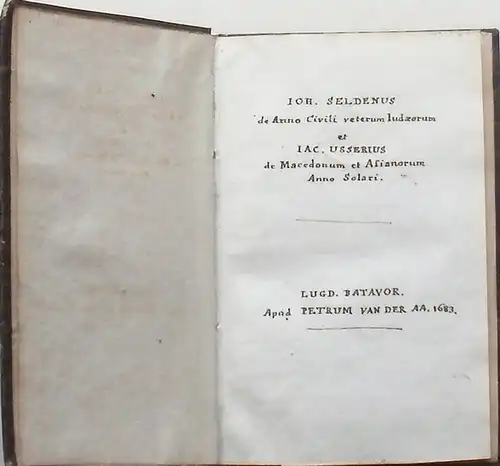 IOH. SELDENUS
de Anno Civili veterum Iudæorum
et
IAC. USSERIUS
de Macedonum et Asianorum
Anno Solari.
LUGD. BATAVOR.
Apud PETRUM VAN DER AA. 1683.